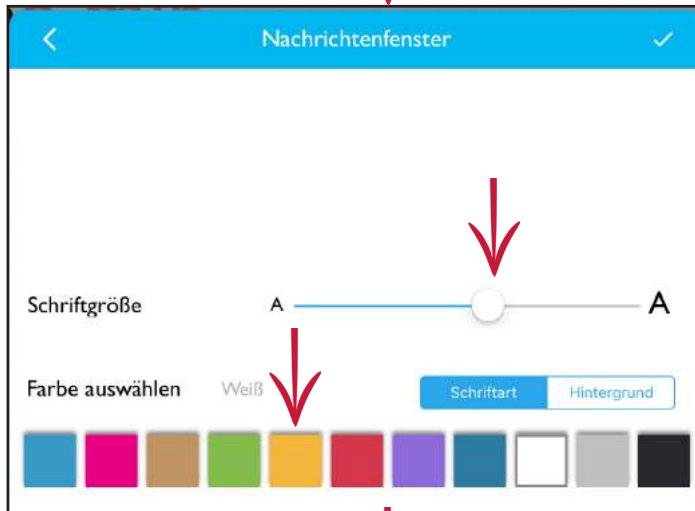 Nachrichtenfenster
Schriftgröße A A
Farbe auswählen Weiß Schriftart Hintergrund